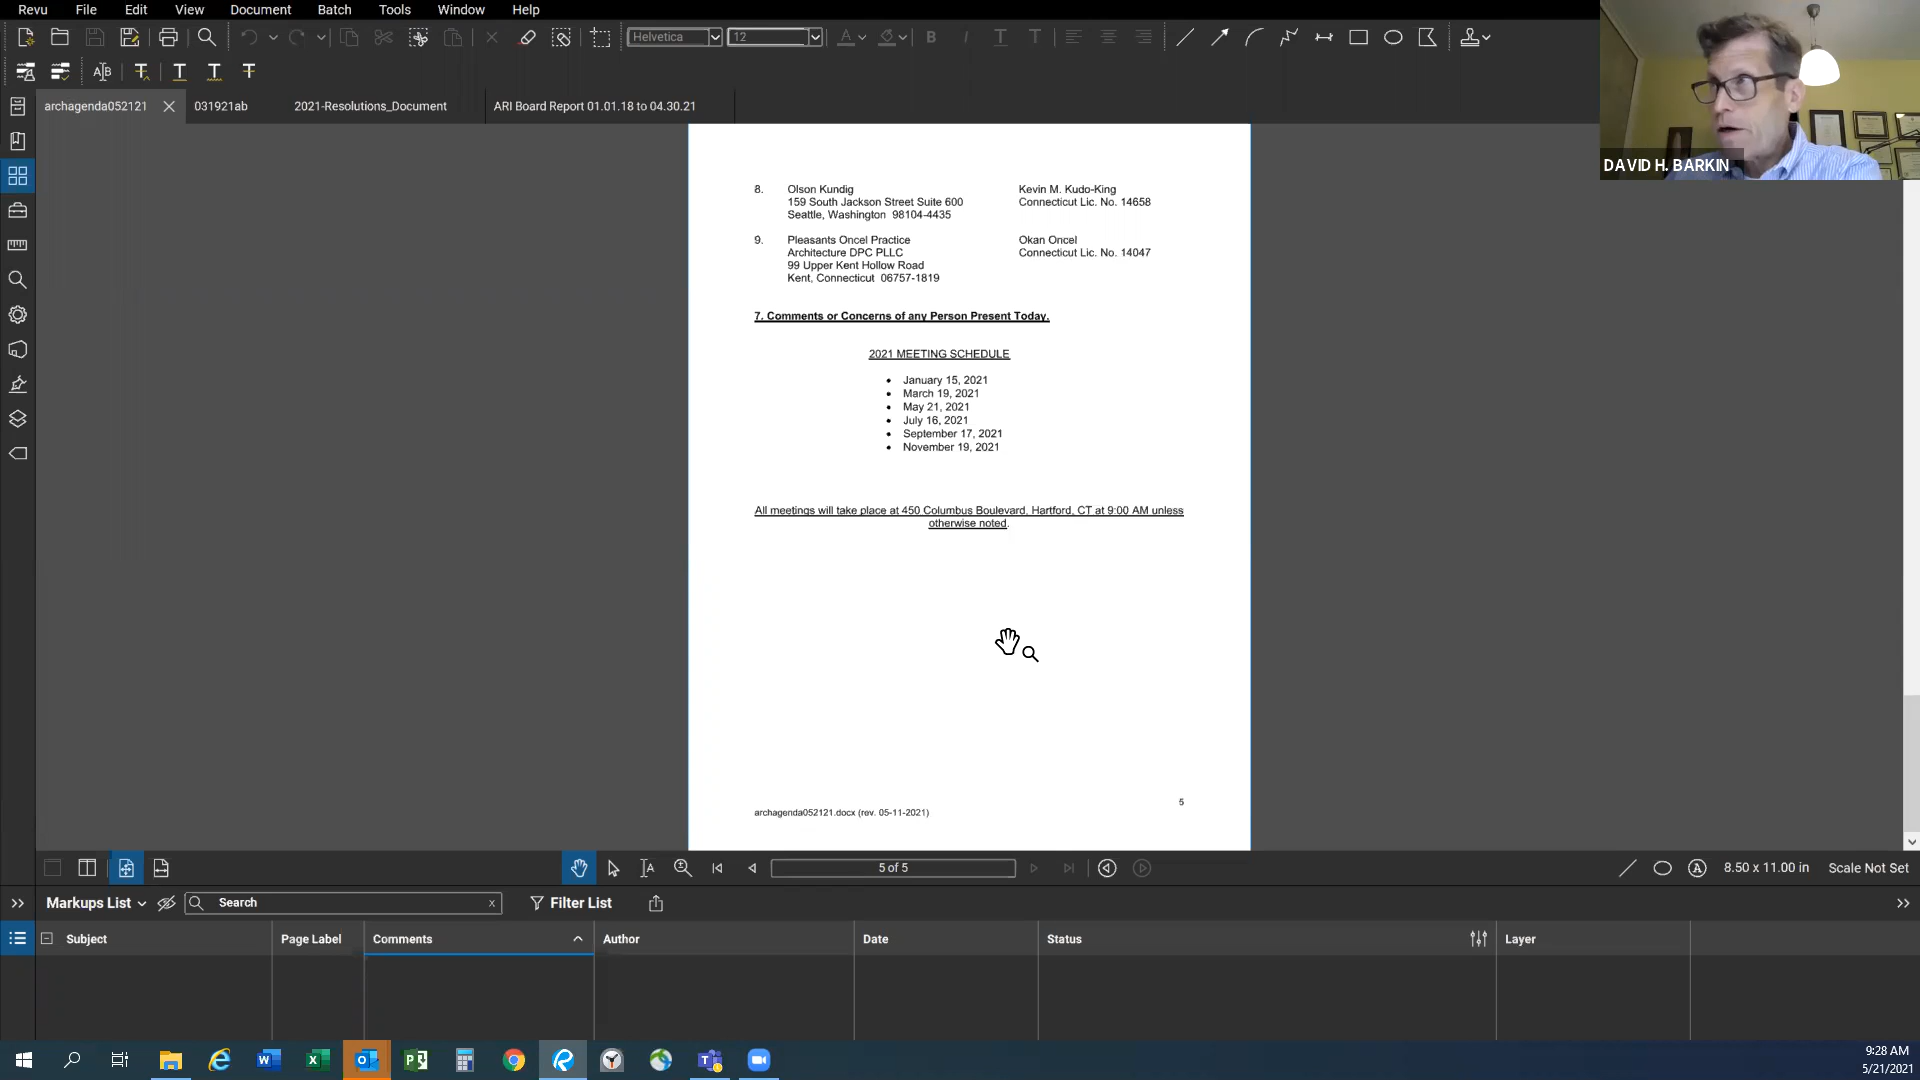 Revu File Edit View Document Batch Tools Window Help
Helvetica 12
archagenda052121 031921ab 2021-Resolutions_Document ARI Board Report 01.01.18 to 04.30.21
DAVID H. BARKIN
8. Olson Kundig Kevin M. Kudo-King
159 South Jackson Street Suite 600 Connecticut Lic. No. 14658
Seattle, Washington 98104-4435
9. Pleasants Oncel Practice Okan Oncel
Architecture DPC PLLC Connecticut Lic. No. 14047
99 Upper Kent Hollow Road
Kent, Connecticut 06757-1819
7. Comments or Concerns of any Person Present Today.
2021 MEETING SCHEDULE
• January 15, 2021
• March 19, 2021
• May 21, 2021
• July 16, 2021
• September 17, 2021
• November 19, 2021
All meetings will take place at 450 Columbus Boulevard, Hartford, CT at 9:00 AM unless
otherwise noted.
5
archagenda052121.docx (rev. 05-11-2021)
5 of 5 8.50 x 11.00 in Scale Not Set
Markups List Search x Filter List
Subject Page Label Comments Author Date Status Layer
9:28 AM
5/21/2021